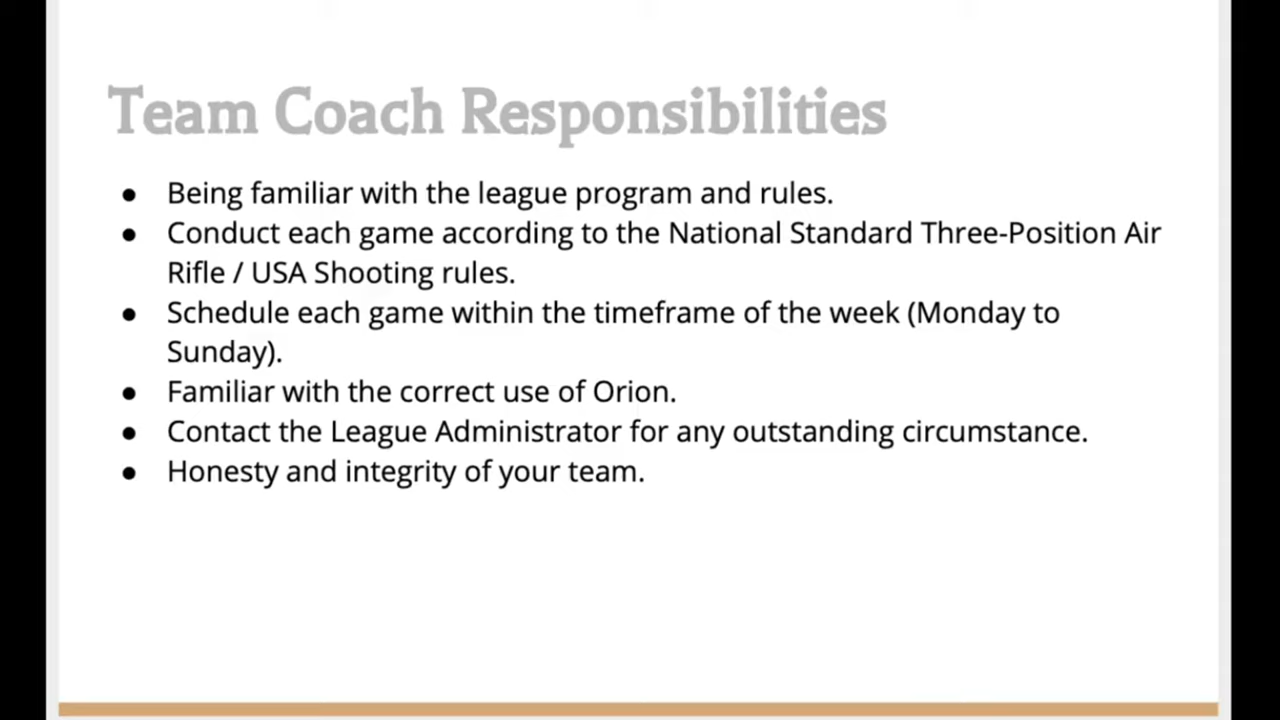 Team Coach Responsibilities
● Being familiar with the league program and rules.
● Conduct each game according to the National Standard Three-Position Air
Rifle / USA Shooting rules.
● Schedule each game within the timeframe of the week (Monday to
Sunday).
● Familiar with the correct use of Orion.
● Contact the League Administrator for any outstanding circumstance.
● Honesty and integrity of your team.